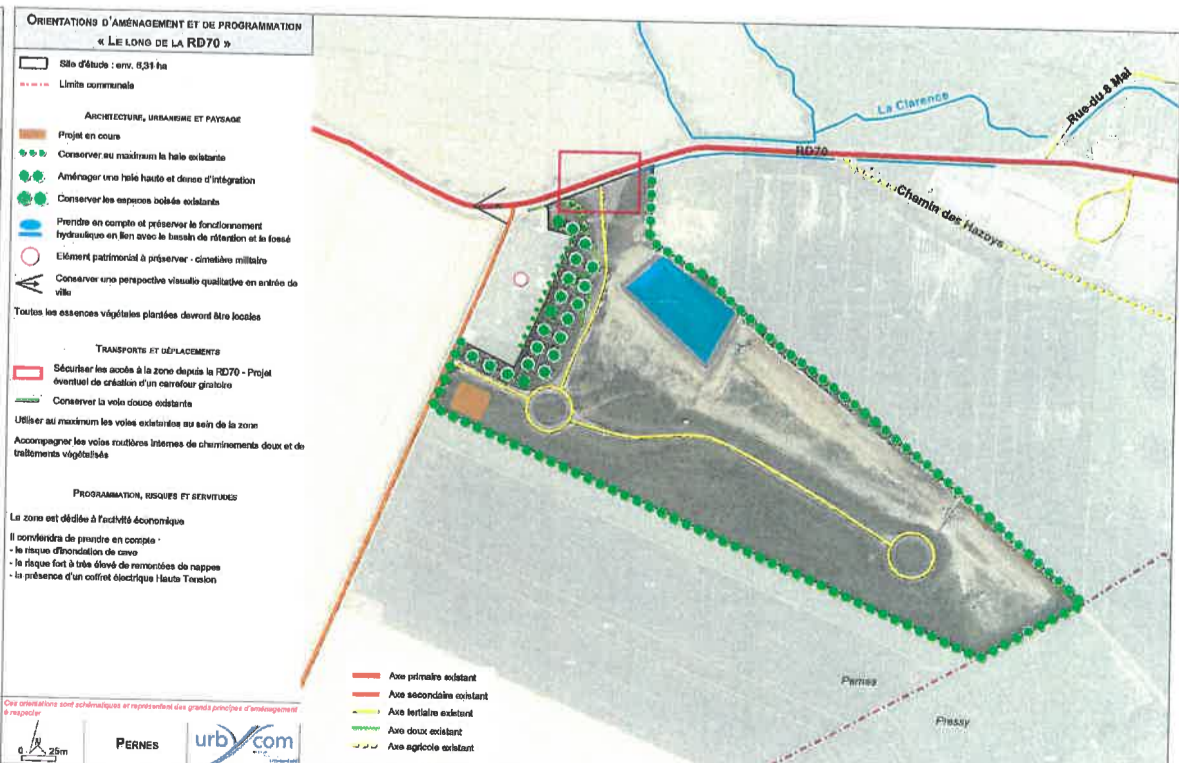 ORIENTATIONS D'AMÉNAGEMENT ET DE PROGRAMMATION
« LE LONG DE LA RD70 »
Site d'étude : env. 6,31 ha
Limite communale
ARCHITECTURE, URBANISME ET PAYSAGE
Projet en cours
Conserver au maximum la haie existante
Aménager une haie haute et dense d'intégration
Conserver les espaces boisés existants
Prendre en compte et préserver le fonctionnement
hydraulique en lien avec le bassin de rétention et le fossé
Elément patrimonial à préserver - cimetière militaire
Conserver une perspective visuelle qualitative en entrée de
ville
Toutes les essences végétales plantées devront être locales
TRANSPORTS ET DÉPLACEMENTS
Sécuriser les accès à la zone depuis la RD70 - Projet
éventuel de création d'un carrefour giratoire
Conserver la voie douce existante
Utiliser au maximum les voies existantes au sein de la zone
Accompagner les voies routières internes de cheminements doux et de
traitements végétalisés
PROGRAMMATION, RISQUES ET SERVITUDES
La zone est dédiée à l'activité économique
Il conviendra de prendre en compte :
- le risque d'inondation de cave
- le risque fort à très élevé de remontées de nappes
- la présence d'un coffret électrique Haute Tension
Ces orientations sont schématiques et représentent des grands principes d'aménagement
à respecter
N
0 25m
PERNES
urbycom
La Clarence
Rue du 8 Mai
RD70
Chemin des Hazoys
Pernes
Pressy
Axe primaire existant
Axe secondaire existant
Axe tertiaire existant
Axe doux existant
Axe agricole existant